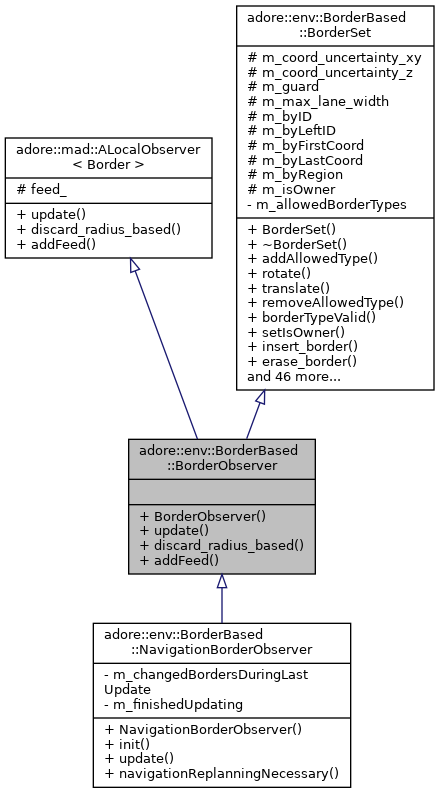 adore::env::BorderBased
::BorderSet
# m_coord_uncertainty_xy
# m_coord_uncertainty_z
# m_guard
# m_max_lane_width
# m_byID
# m_byLeftID
# m_byFirstCoord
# m_byLastCoord
# m_byRegion
# m_isOwner
- m_allowedBorderTypes
+ BorderSet()
+ ~BorderSet()
+ addAllowedType()
+ rotate()
+ translate()
+ removeAllowedType()
+ borderTypeValid()
+ setIsOwner()
+ insert_border()
+ erase_border()
and 46 more...
adore::mad::ALocalObserver
< Border >
# feed_
+ update()
+ discard_radius_based()
+ addFeed()
adore::env::BorderBased
::BorderObserver
+ BorderObserver()
+ update()
+ discard_radius_based()
+ addFeed()
adore::env::BorderBased
::NavigationBorderObserver
- m_changedBordersDuringLast
Update
- m_finishedUpdating
+ NavigationBorderObserver()
+ init()
+ update()
+ navigationReplanningNecessary()